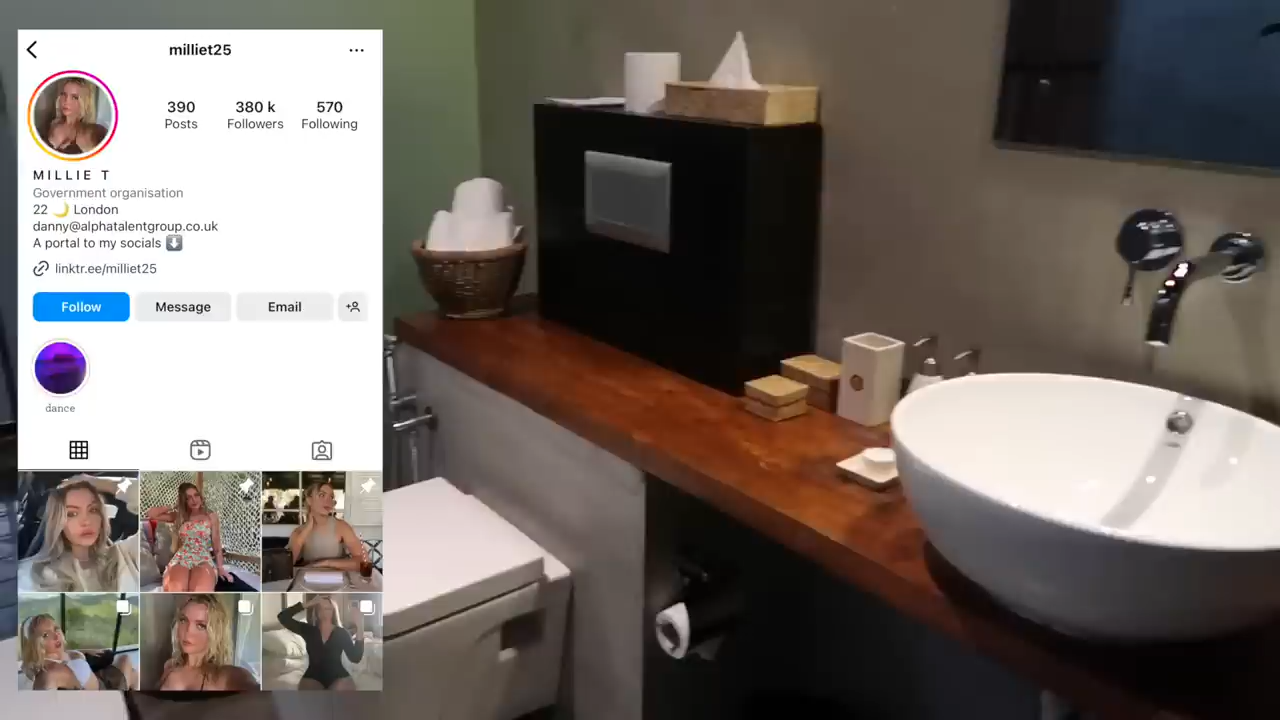 milliet25
390
Posts
380 k
Followers
570
Following
M I L L I E T
Government organisation
22 🌙 London
danny@alphatalentgroup.co.uk
A portal to my socials ⬇️
linktr.ee/milliet25
Follow
Message
Email
dance